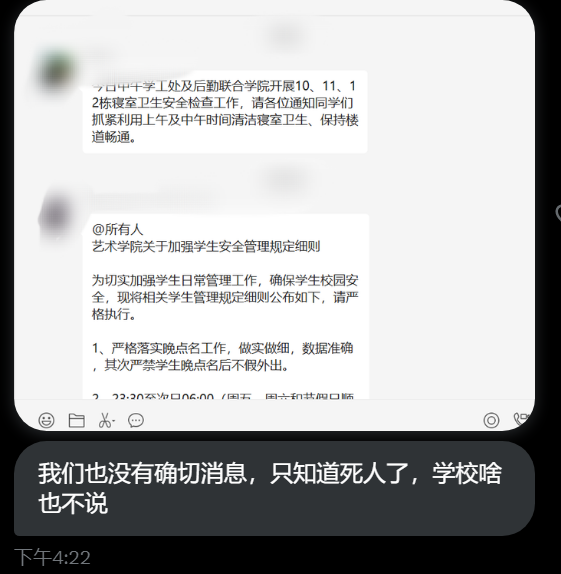 今日中午学工处及后勤联合学院开展10、11、1
2栋寝室卫生安全检查工作，请各位通知同学们
抓紧利用上午及中午时间清洁寝室卫生、保持楼
道畅通。
@所有人
艺术学院关于加强学生安全管理规定细则
为切实加强学生日常管理工作，确保学生校园安
全，现将相关学生管理规定细则公布如下，请严
格执行。
1、严格落实晚点名工作，做实做细，数据准确
，其次严禁学生晚点名后不假外出。
2、23:30至次日06:00（周五、周六和节假日顺
我们也没有确切消息，只知道死人了，学校啥
也不说
下午4:22